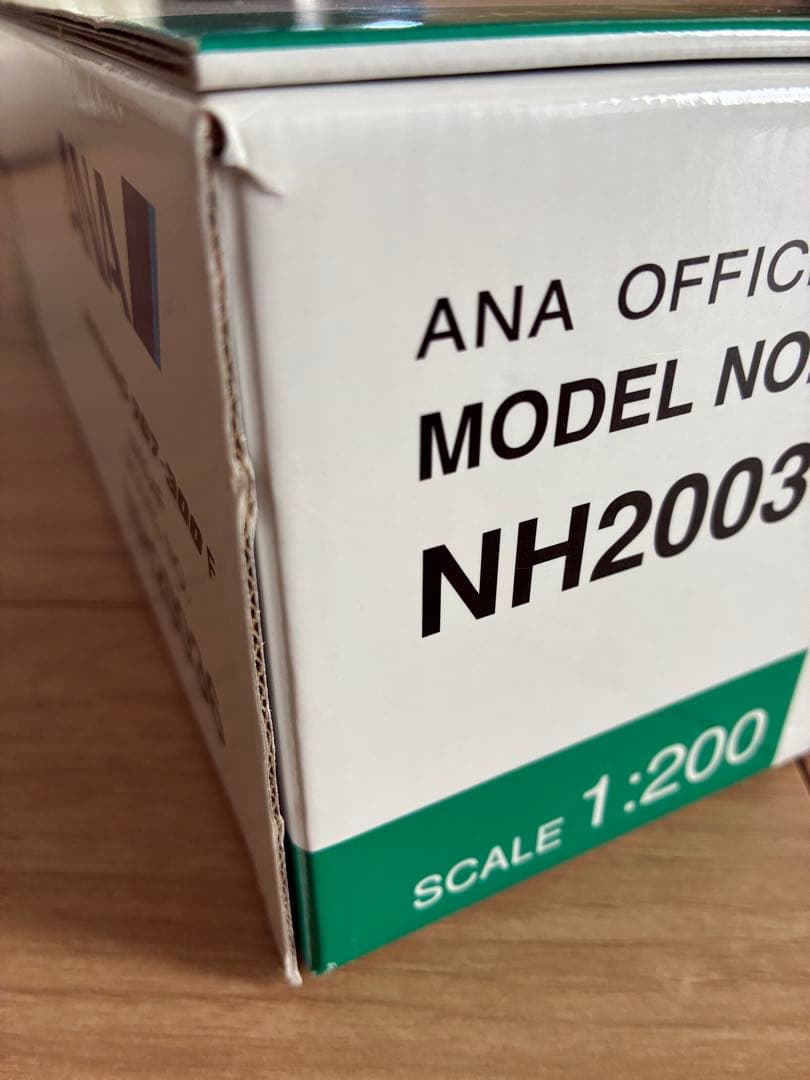 ANA
ANA OFFIC
MODEL NO.
NH2003
SCALE 1:200